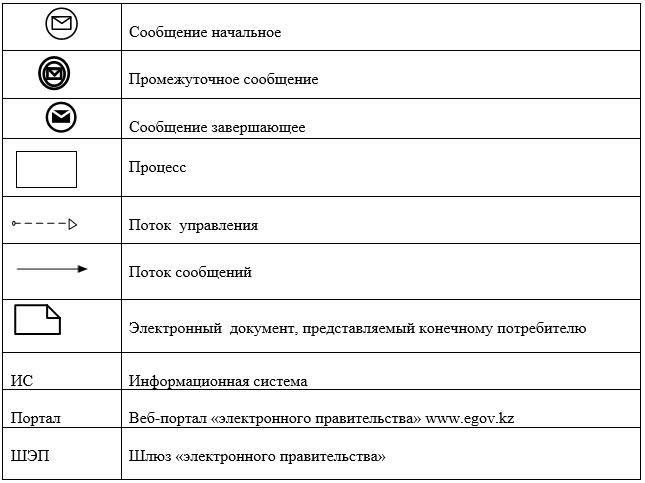 Сообщение начальное
Промежуточное сообщение
Сообщение завершающее
Процесс
Поток управления
Поток сообщений
Электронный документ, представляемый конечному потребителю
ИС Информационная система
Портал Веб-портал «электронного правительства» www.egov.kz
ШЭП Шлюз «электронного правительства»